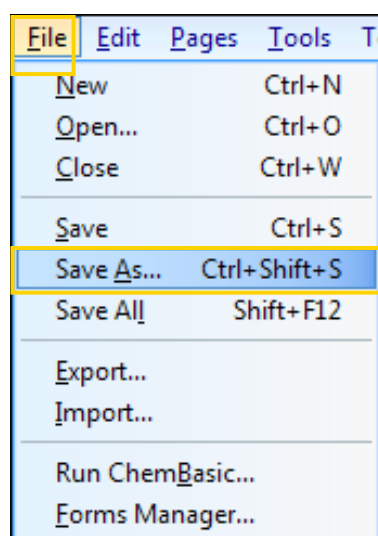 File Edit Pages Tools
New Ctrl+N
Open... Ctrl+O
Close Ctrl+W
Save Ctrl+S
Save As... Ctrl+Shift+S
Save All Shift+F12
Export...
Import...
Run ChemBasic...
Forms Manager...